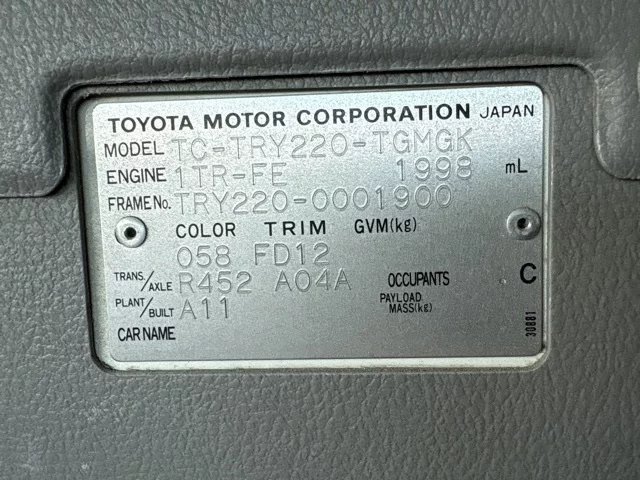 TOYOTA MOTOR CORPORATION JAPAN
MODEL TC-TRY220-TGMGK
ENGINE 1TR-FE 1998 mL
FRAME No. TRY220-0001900
COLOR TRIM GVM(kg)
058 FD12
TRANS./AXLE R452 A04A OCCUPANTS C
PLANT/BUILT A11 PAYLOAD MASS(kg)
CAR NAME
30881